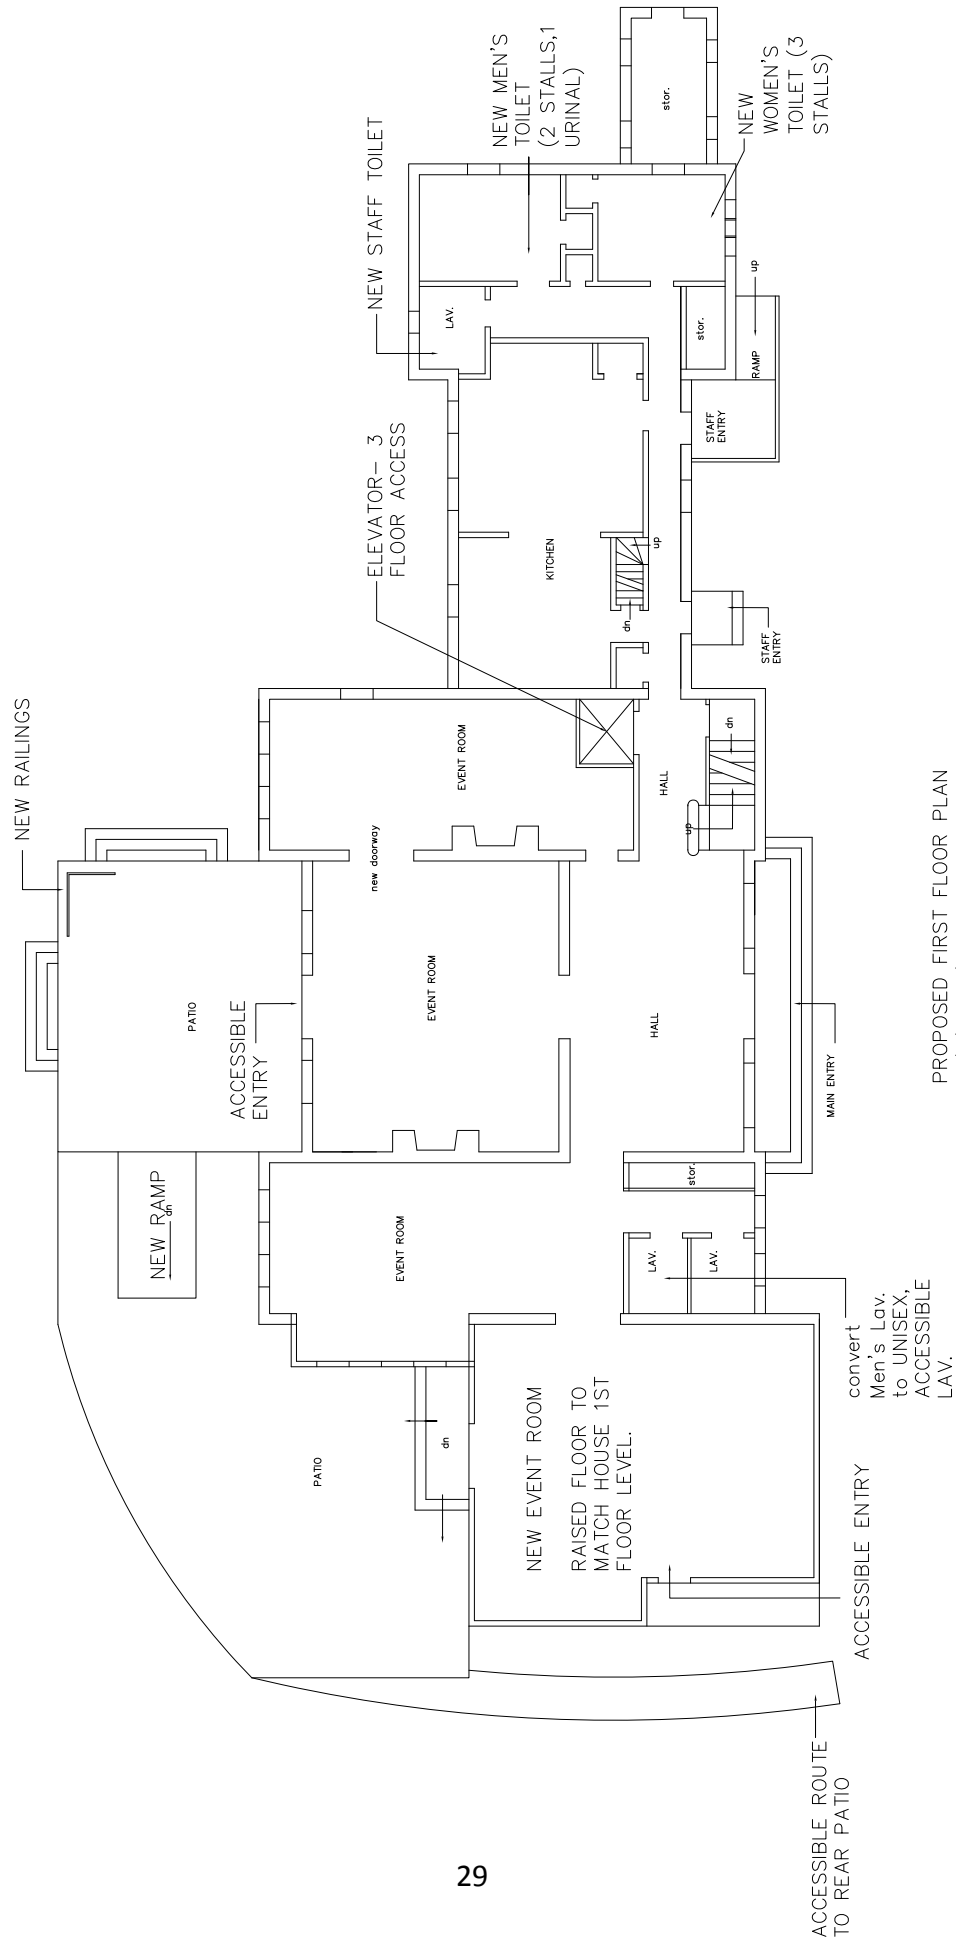 NEW RAILINGS
NEW STAFF TOILET
NEW MEN'S
TOILET
(2 STALLS,1
URINAL)
NEW
WOMEN'S
TOILET (3
STALLS)
ELEVATOR- 3
FLOOR ACCESS
stor.
LAV.
stor.
up
RAMP
STAFF
ENTRY
KITCHEN
up
dn
STAFF
ENTRY
EVENT ROOM
HALL
dn
up
new doorway
PATIO
ACCESSIBLE
ENTRY
EVENT ROOM
HALL
MAIN ENTRY
NEW RAMP
dn
EVENT ROOM
stor.
LAV.
LAV.
convert
Men's Lav.
to UNISEX,
ACCESSIBLE
LAV.
PATIO
dn
NEW EVENT ROOM
RAISED FLOOR TO
MATCH HOUSE 1ST
FLOOR LEVEL.
ACCESSIBLE ENTRY
ACCESSIBLE ROUTE
TO REAR PATIO
PROPOSED FIRST FLOOR PLAN
29